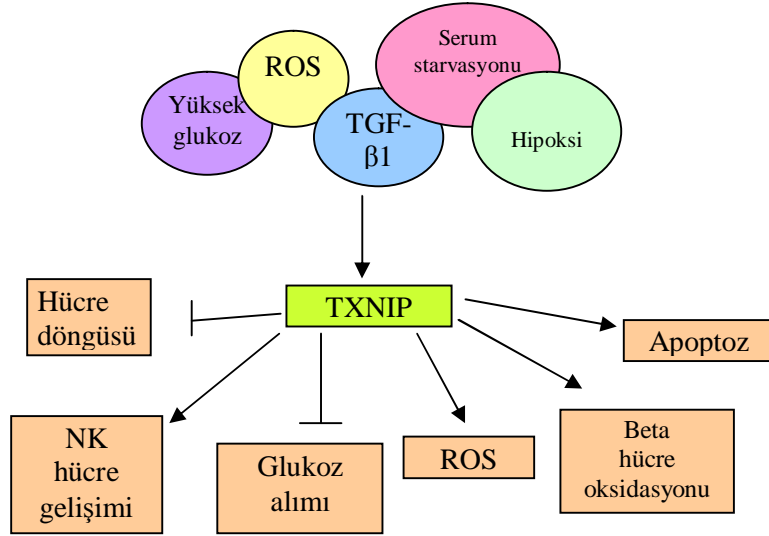 Yüksek
glukoz
ROS
TGF-
β1
Serum
starvasyonu
Hipoksi
TXNIP
Hücre
döngüsü
Apoptoz
NK
hücre
gelişimi
Glukoz
alımı
ROS
Beta
hücre
oksidasyonu